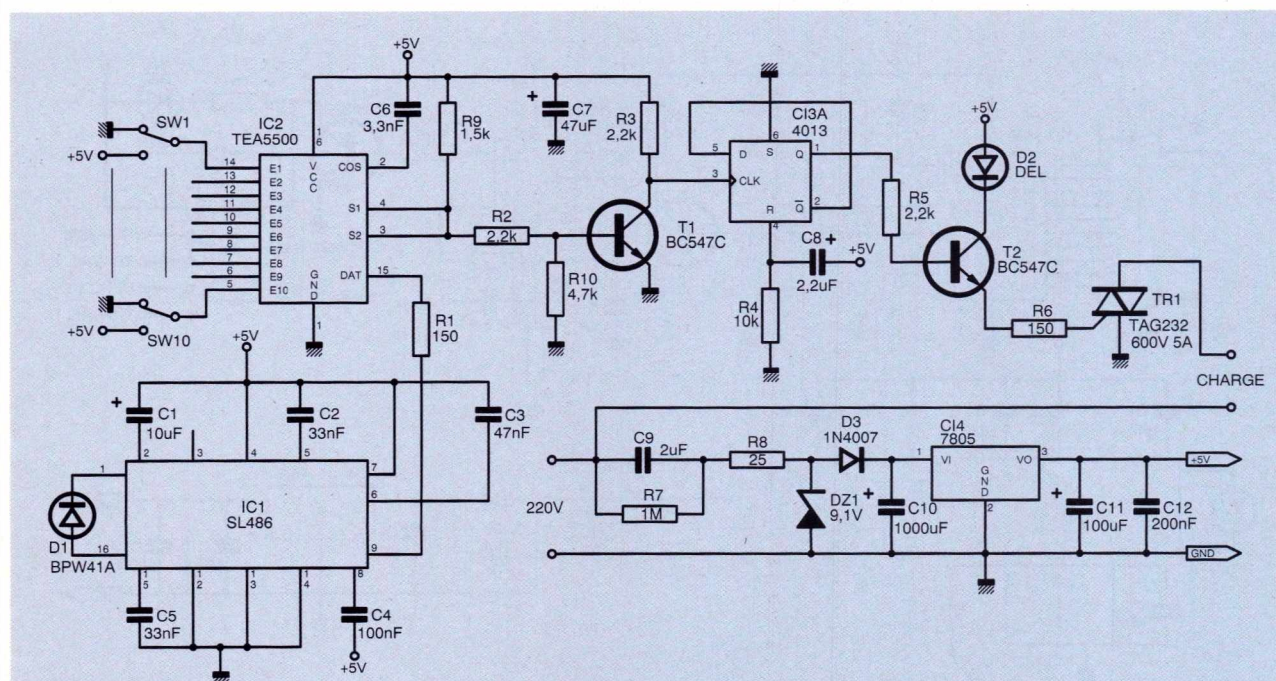 +5V
SW1
+5V
IC2
TEA5500
14
13
12
11
10
9
8
7
6
5
E1
E2
E3
E4
E5
E6
E7
E8
E9
E10
VCC
16
COS
2
S1
4
S2
3
DAT
15
GND
1
+5V
SW10
C6
3,3nF
R9
1,5k
C7
+
47uF
R3
2,2k
R2
2,2k
R10
4,7k
T1
BC547C
CI3A
4013
5
D
6
S
Q
1
3
CLK
R
4
Q
2
C8
+
+5V
2,2uF
R4
10k
R5
2,2k
+5V
D2
DEL
T2
BC547C
R6
150
TR1
TAG232
600V 5A
CHARGE
R1
150
+5V
+
C1
10uF
C2
33nF
C3
47nF
2
3
4
5
1
7
6
IC1
SL486
D1
BPW41A
16
9
15
12
13
14
8
C5
33nF
C4
100nF
+5V
220V
C9
2uF
R7
1M
R8
25
D3
1N4007
DZ1
9,1V
+
C10
1000uF
CI4
7805
1
VI
VO
3
GND
2
+
C11
100uF
C12
200nF
+5V
GND